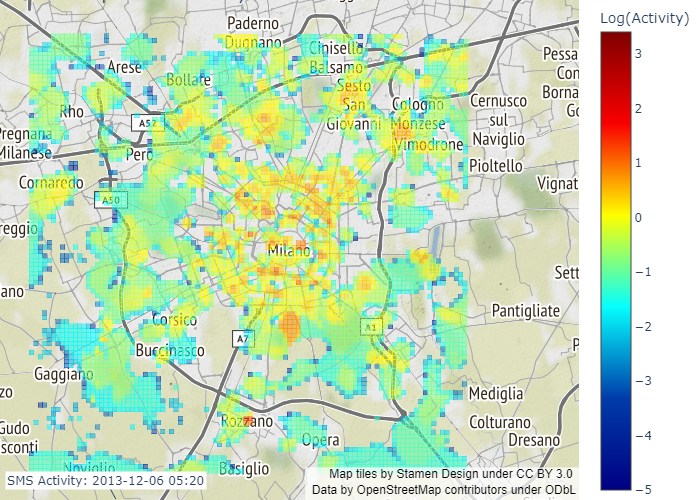 Paderno
Dugnano
Cinisello
Balsamo
Arese
Bollate
Sesto
San
Giovanni
Cologno
Monzese
Vimodrone
Cernusco
sul
Naviglio
Pioltello
Pessa
Borna
Rho
A52
Pero
Pregnana
Milanese
Cornaredo
A50
reggio
Vignat
Milano
Sett
ano
Pantigliate
Corsico
Buccinasco
A7
A1
Gaggiano
Mediglia
Colturano
Dresano
Rozzano
Opera
Basiglio
Noviglio
Gudo
sconti
zzo
SMS Activity: 2013-12-06 05:20
Map tiles by Stamen Design under CC BY 3.0
Data by OpenStreetMap contributors under ODbL
Log(Activity)
3
2
1
0
−1
−2
−3
−4
−5